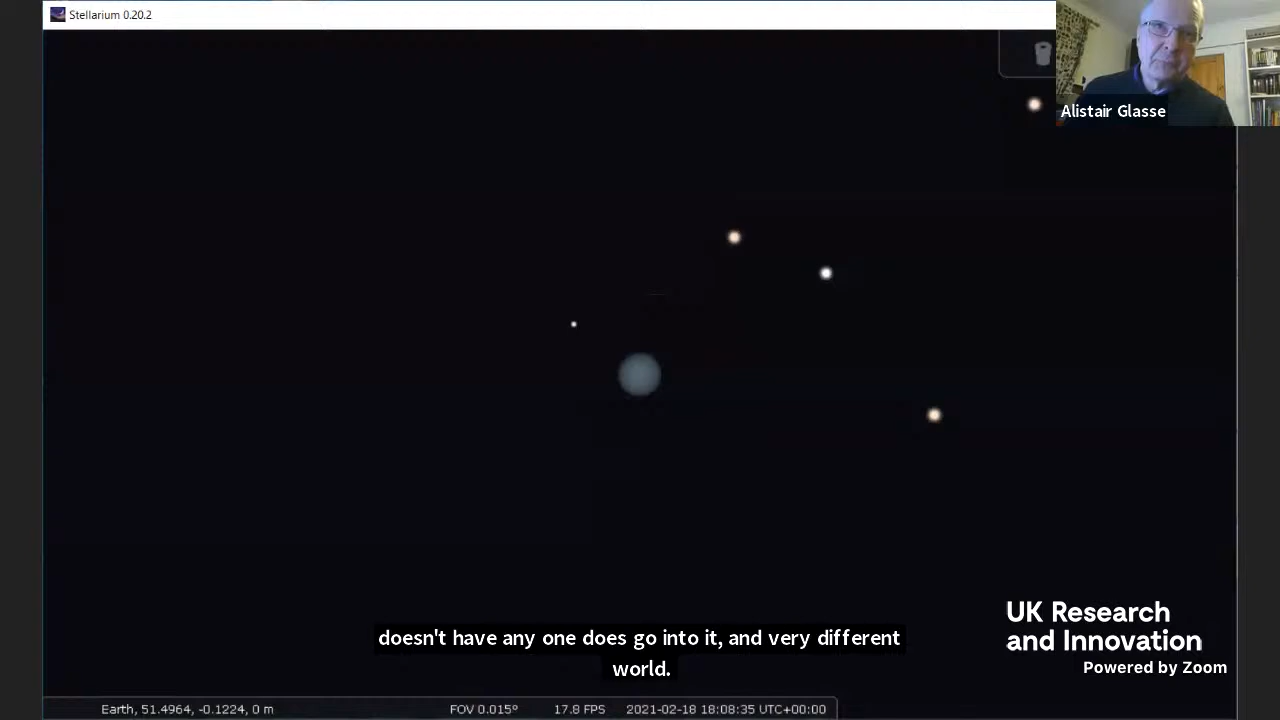 Stellarium 0.20.2
Alistair Glasse
doesn't have any one does go into it, and very different
world.
UK Research
and Innovation
Powered by Zoom
Earth, 51.4964, -0.1224, 0 m FOV 0.015° 17.8 FPS 2021-02-18 18:08:35 UTC+00:00